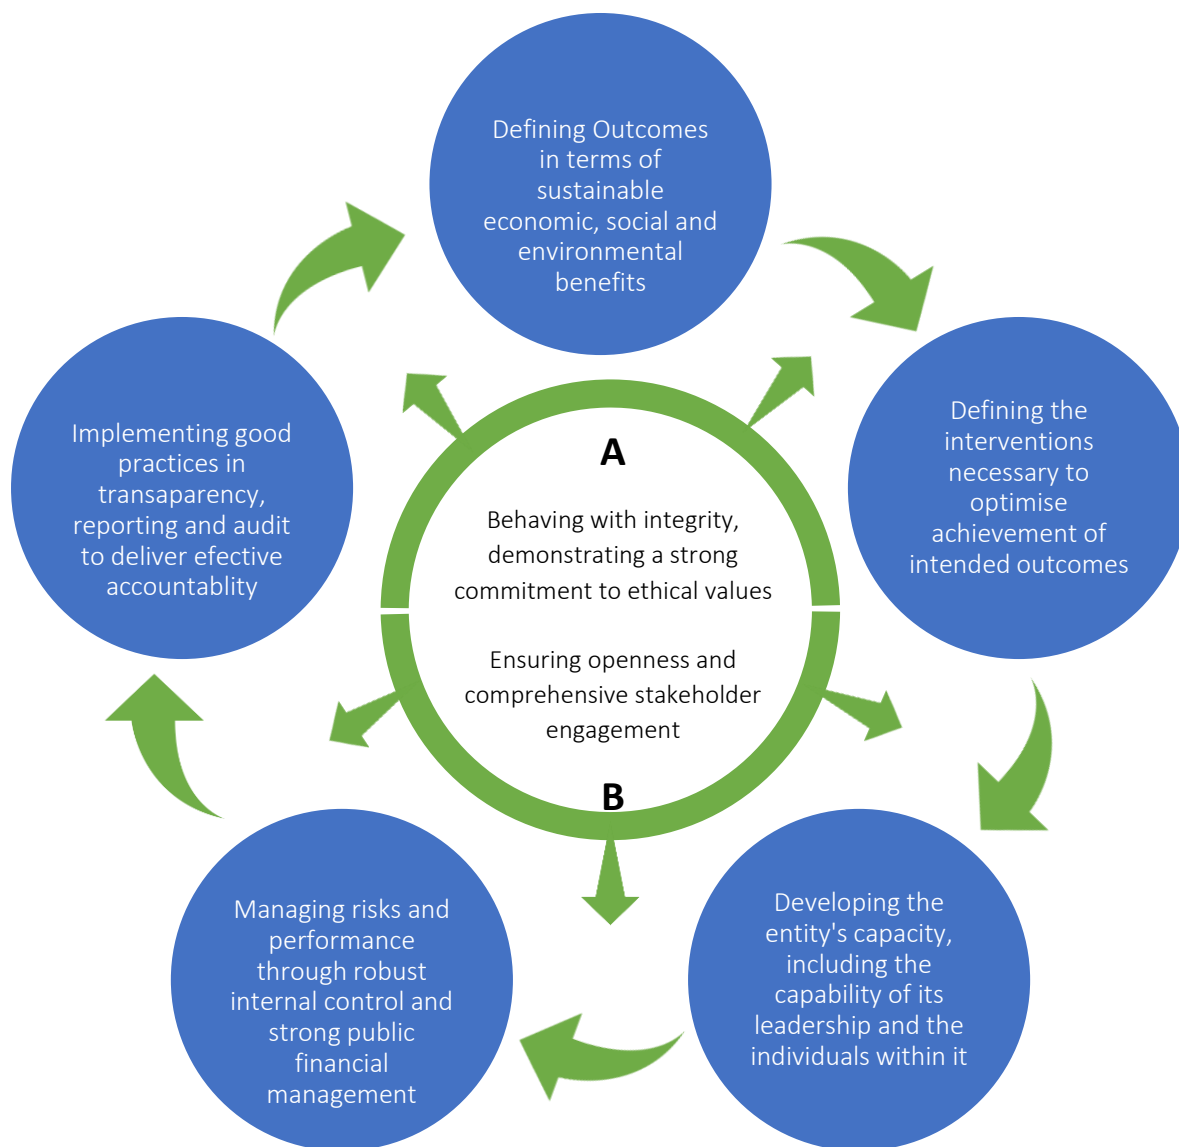 Defining Outcomes
in terms of
sustainable
economic, social and
environmental
benefits
Defining the
interventions
necessary to
optimise
achievement of
intended outcomes
Developing the
entity's capacity,
including the
capability of its
leadership and the
individuals within it
Managing risks and
performance
through robust
internal control and
strong public
financial
management
Implementing good
practices in
transaparency,
reporting and audit
to deliver efective
accountablity
A
Behaving with integrity,
demonstrating a strong
commitment to ethical values
Ensuring openness and
comprehensive stakeholder
engagement
B